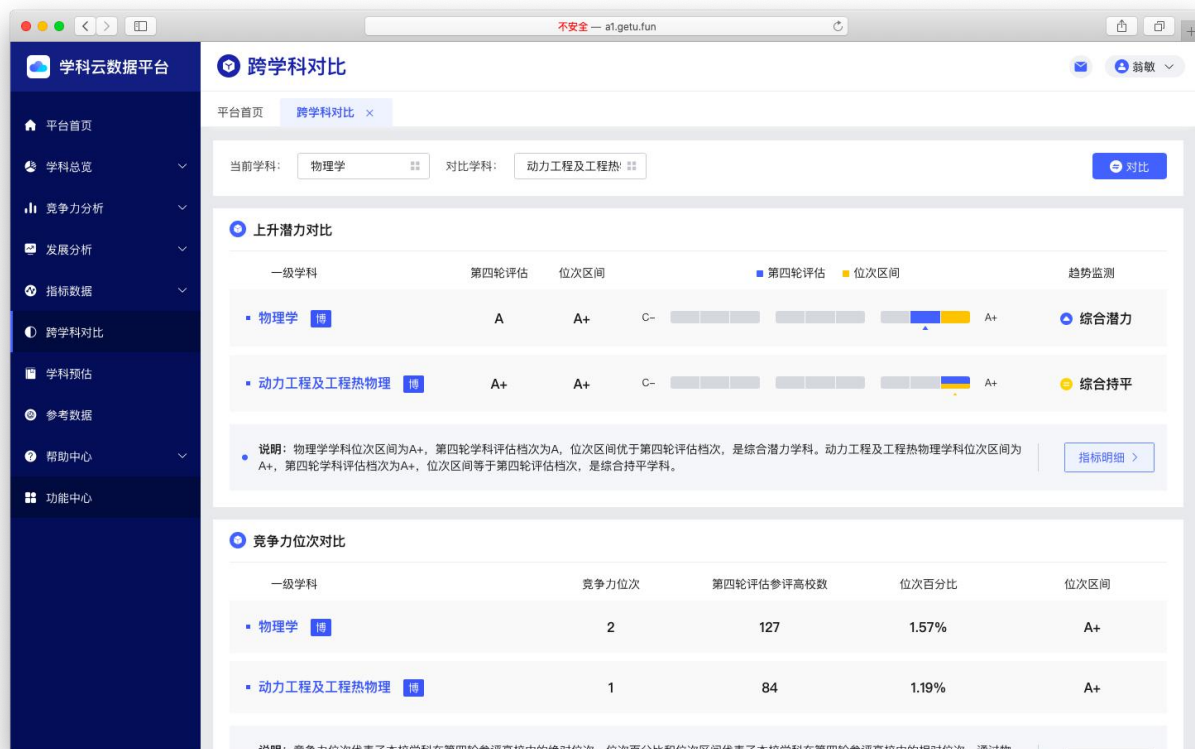 不安全 — a1.getu.fun
学科云数据平台
跨学科对比
翁敏
平台首页
跨学科对比 ×
平台首页
学科总览
竞争力分析
发展分析
指标数据
跨学科对比
学科预估
参考数据
帮助中心
功能中心
当前学科： 物理学 对比学科： 动力工程及工程热 对比
上升潜力对比
一级学科 第四轮评估 位次区间 第四轮评估 位次区间 趋势监测
物理学 博 A A+ C- A+ 综合潜力
动力工程及工程热物理 博 A+ A+ C- A+ 综合持平
说明：物理学学科位次区间为A+，第四轮学科评估档次为A，位次区间优于第四轮评估档次，是综合潜力学科。动力工程及工程热物理学科位次区间为
A+，第四轮学科评估档次为A+，位次区间等于第四轮评估档次，是综合持平学科。
指标明细 >
竞争力位次对比
一级学科 竞争力位次 第四轮评估参评高校数 位次百分比 位次区间
物理学 博 2 127 1.57% A+
动力工程及工程热物理 博 1 84 1.19% A+